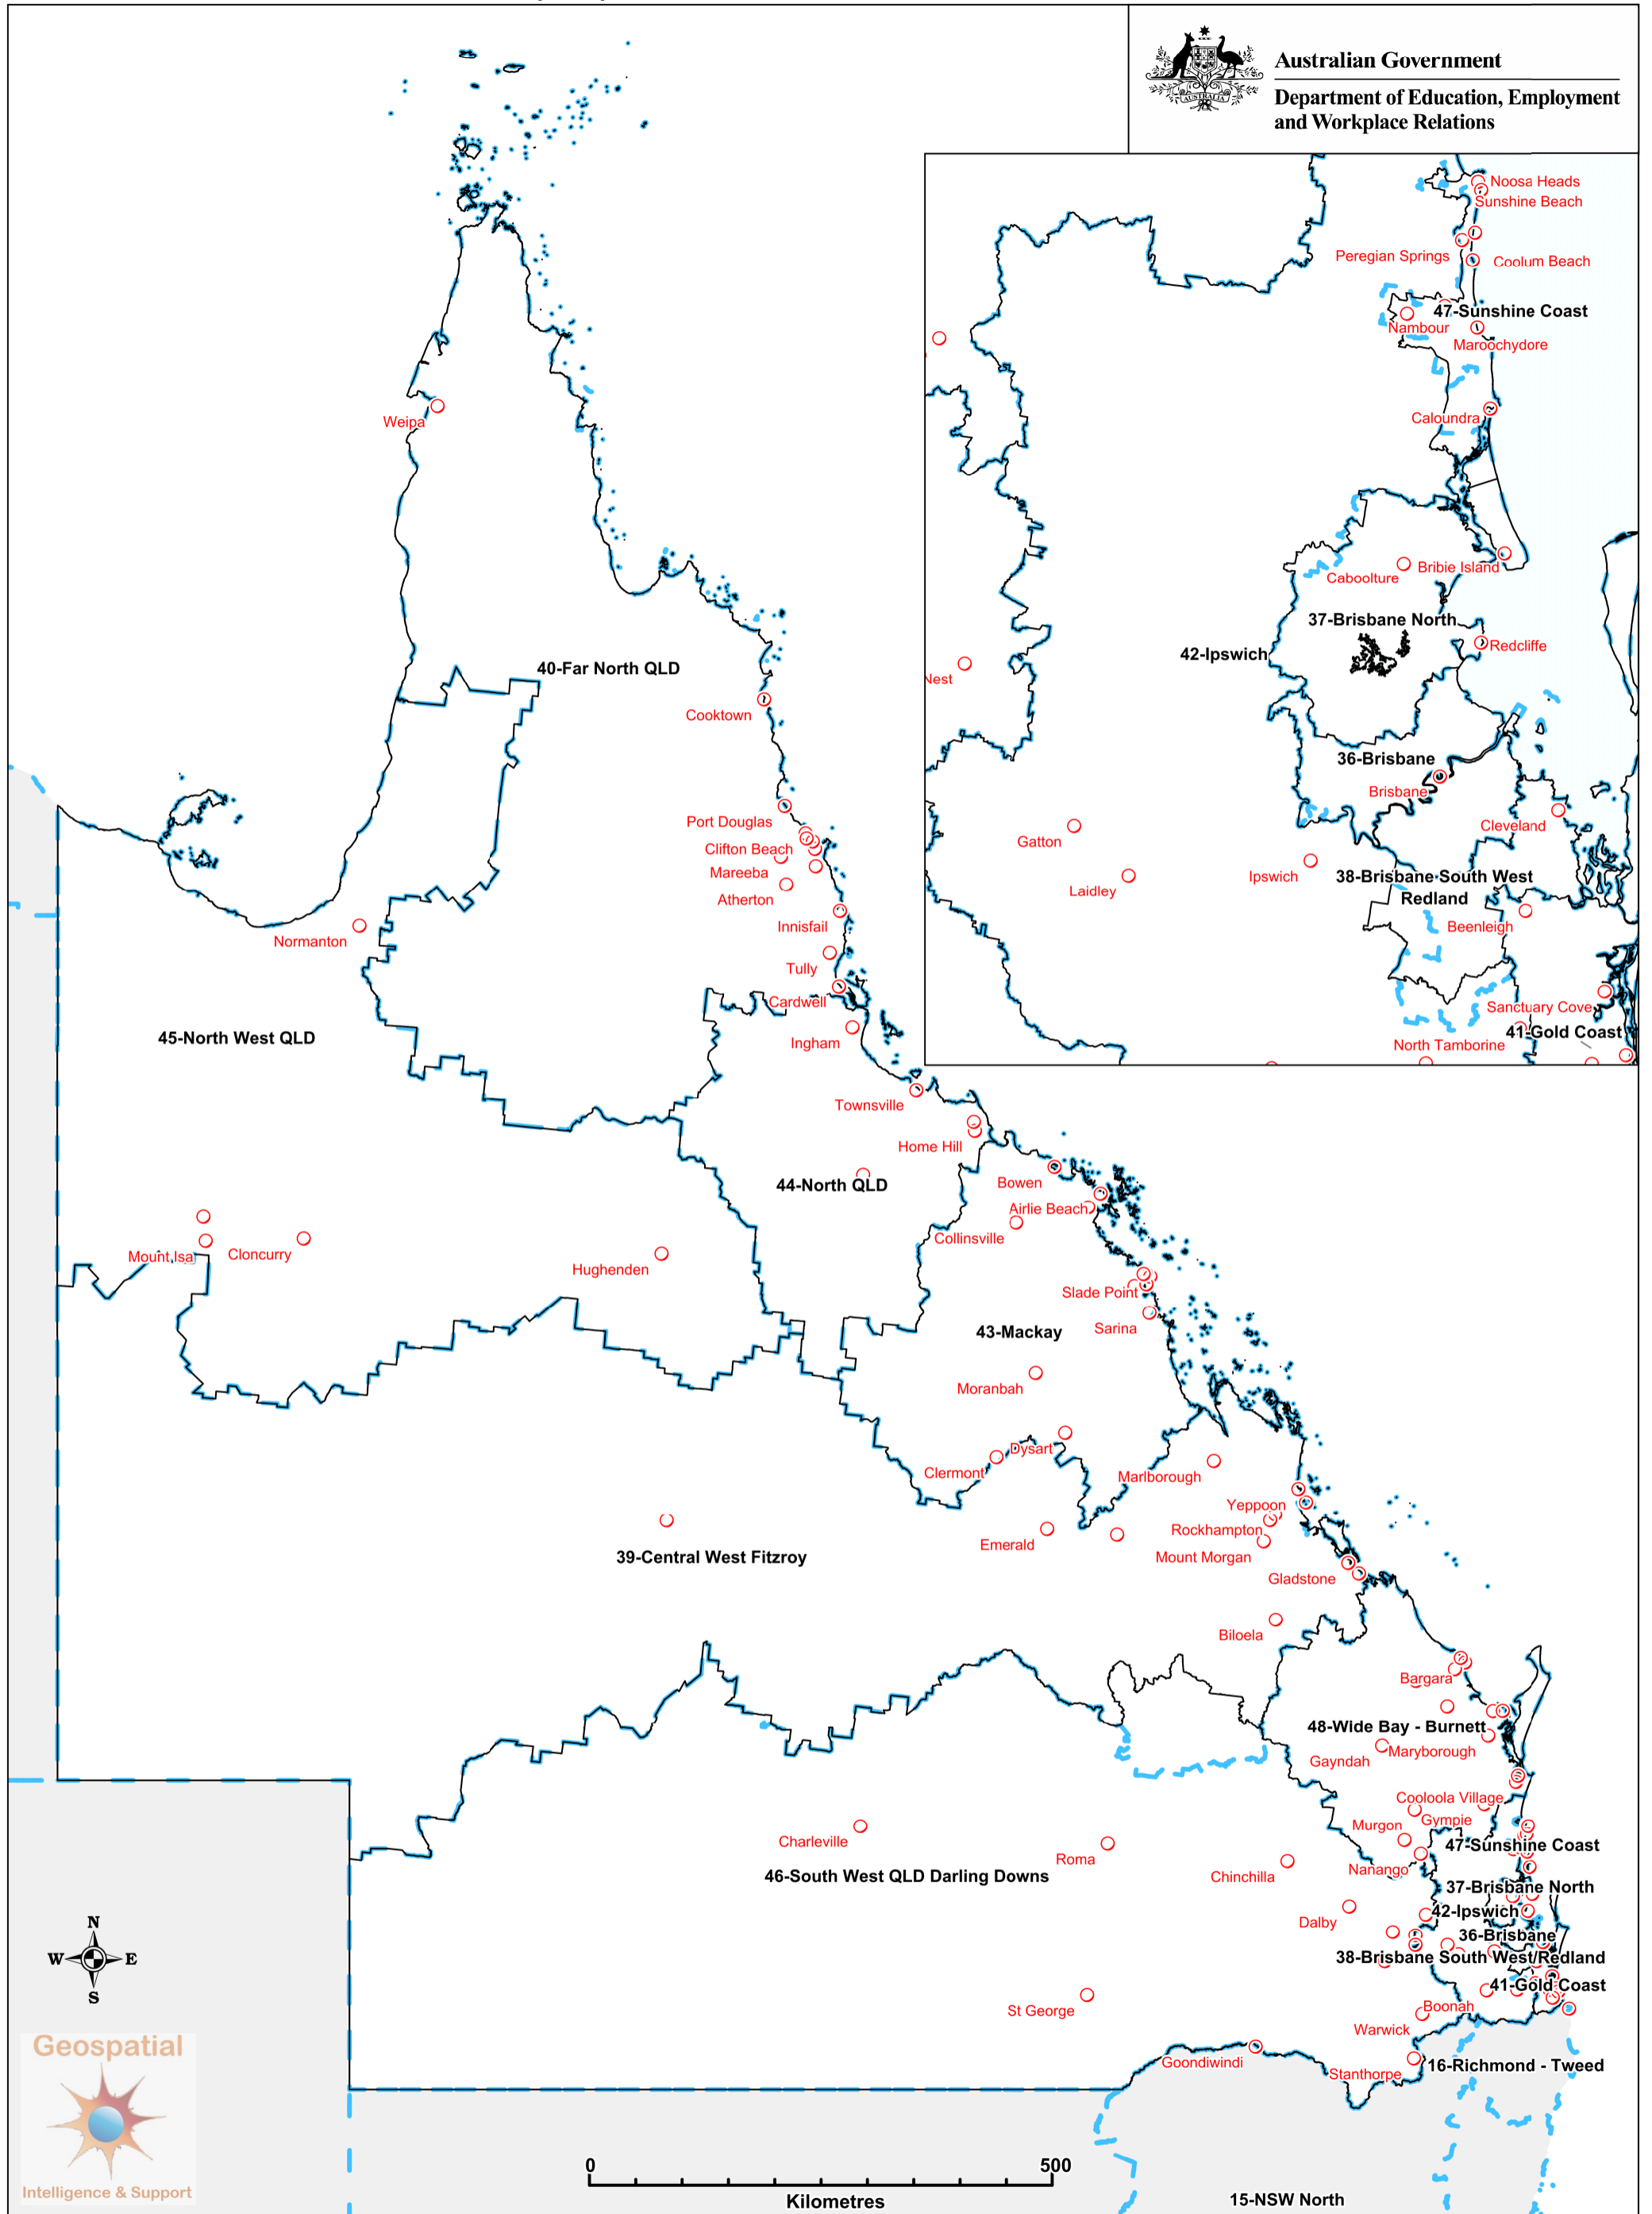 Australian Government
Department of Education, Employment
and Workplace Relations
AUSTRALIA
Noosa Heads
Sunshine Beach
Peregian Springs
Coolum Beach
47-Sunshine Coast
Nambour
Maroochydore
Caloundra
Caboolture
Bribie Island
37-Brisbane North
42-Ipswich
Redcliffe
Nest
36-Brisbane
Brisbane
Cleveland
Gatton
Laidley
Ipswich
38-Brisbane South West
Redland
Beenleigh
Sanctuary Cove
41-Gold Coast
North Tamborine
Weipa
40-Far North QLD
Cooktown
Port Douglas
Clifton Beach
Mareeba
Atherton
Innisfail
Normanton
Tully
Cardwell
45-North West QLD
Ingham
Townsville
Home Hill
44-North QLD
Bowen
Airlie Beach
Collinsville
Mount Isa
Cloncurry
Hughenden
Slade Point
Sarina
43-Mackay
Moranbah
Dysart
Clermont
Marlborough
Yeppoon
Rockhampton
Emerald
Mount Morgan
39-Central West Fitzroy
Gladstone
Biloela
Bargara
48-Wide Bay - Burnett
Maryborough
Gayndah
Cooloola Village
Gympie
Murgon
Charleville
Roma
47-Sunshine Coast
Nanango
Chinchilla
46-South West QLD Darling Downs
37-Brisbane North
42-Ipswich
Dalby
36-Brisbane
38-Brisbane South West/Redland
41-Gold Coast
St George
Boonah
Warwick
Goondiwindi
Stanthorpe
16-Richmond - Tweed
N
W
E
S
Geospatial
Intelligence & Support
0
500
Kilometres
15-NSW North